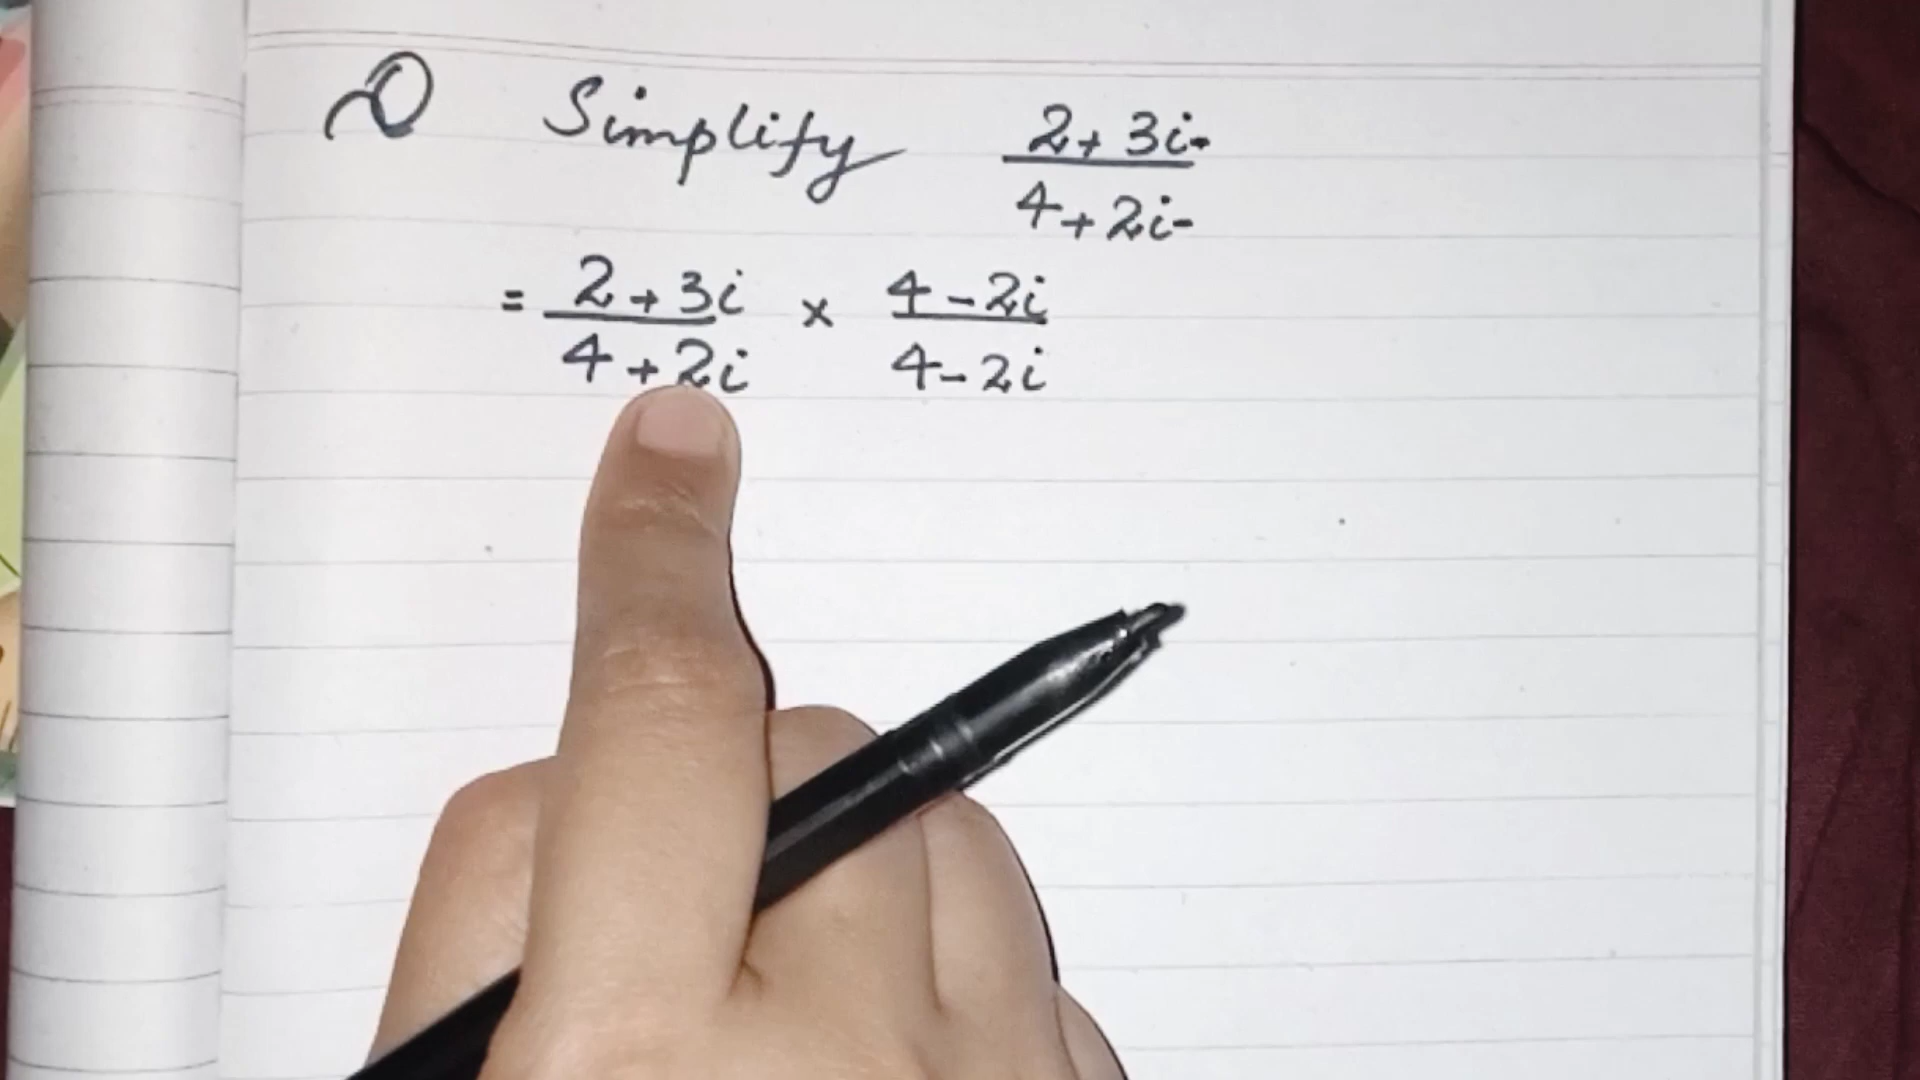 Q Simplify 2+3i / 4+2i
= 2+3i / 4+2i × 4-2i / 4-2i